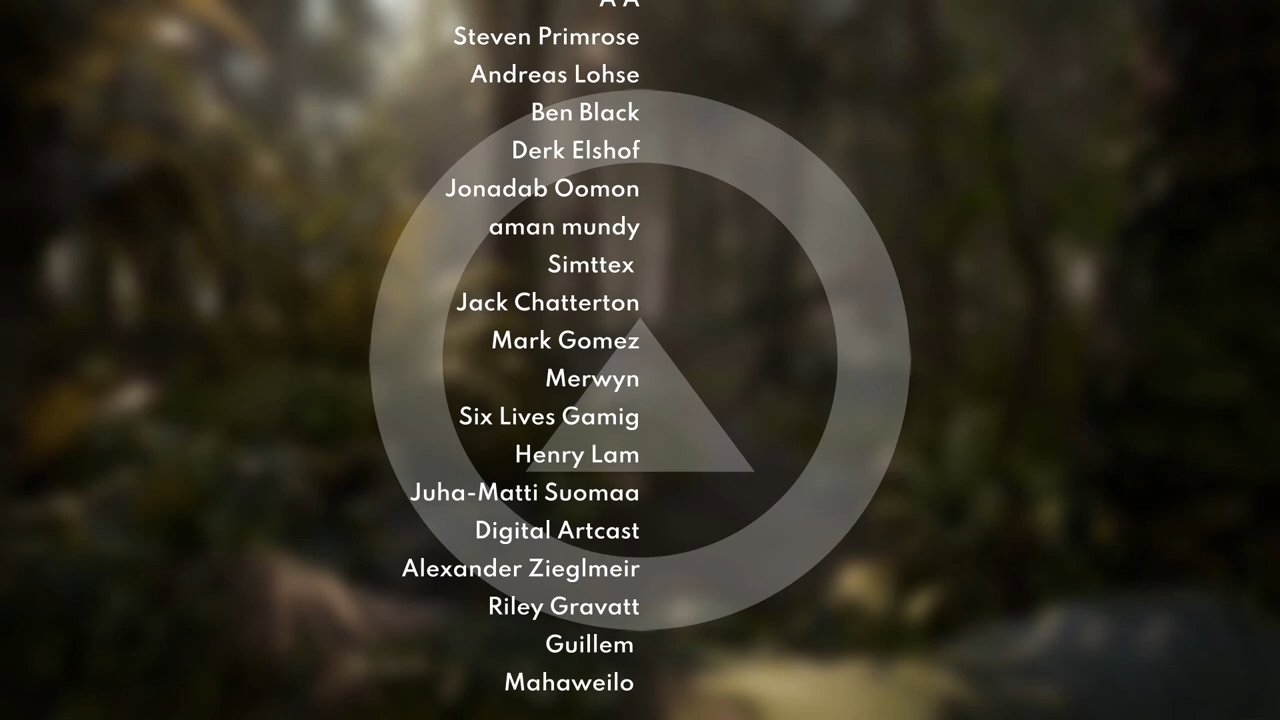 A A
Steven Primrose
Andreas Lohse
Ben Black
Derk Elshof
Jonadab Oomon
aman mundy
Simttex
Jack Chatterton
Mark Gomez
Merwyn
Six Lives Gamig
Henry Lam
Juha-Matti Suomaa
Digital Artcast
Alexander Zieglmeir
Riley Gravatt
Guillem
Mahaweilo